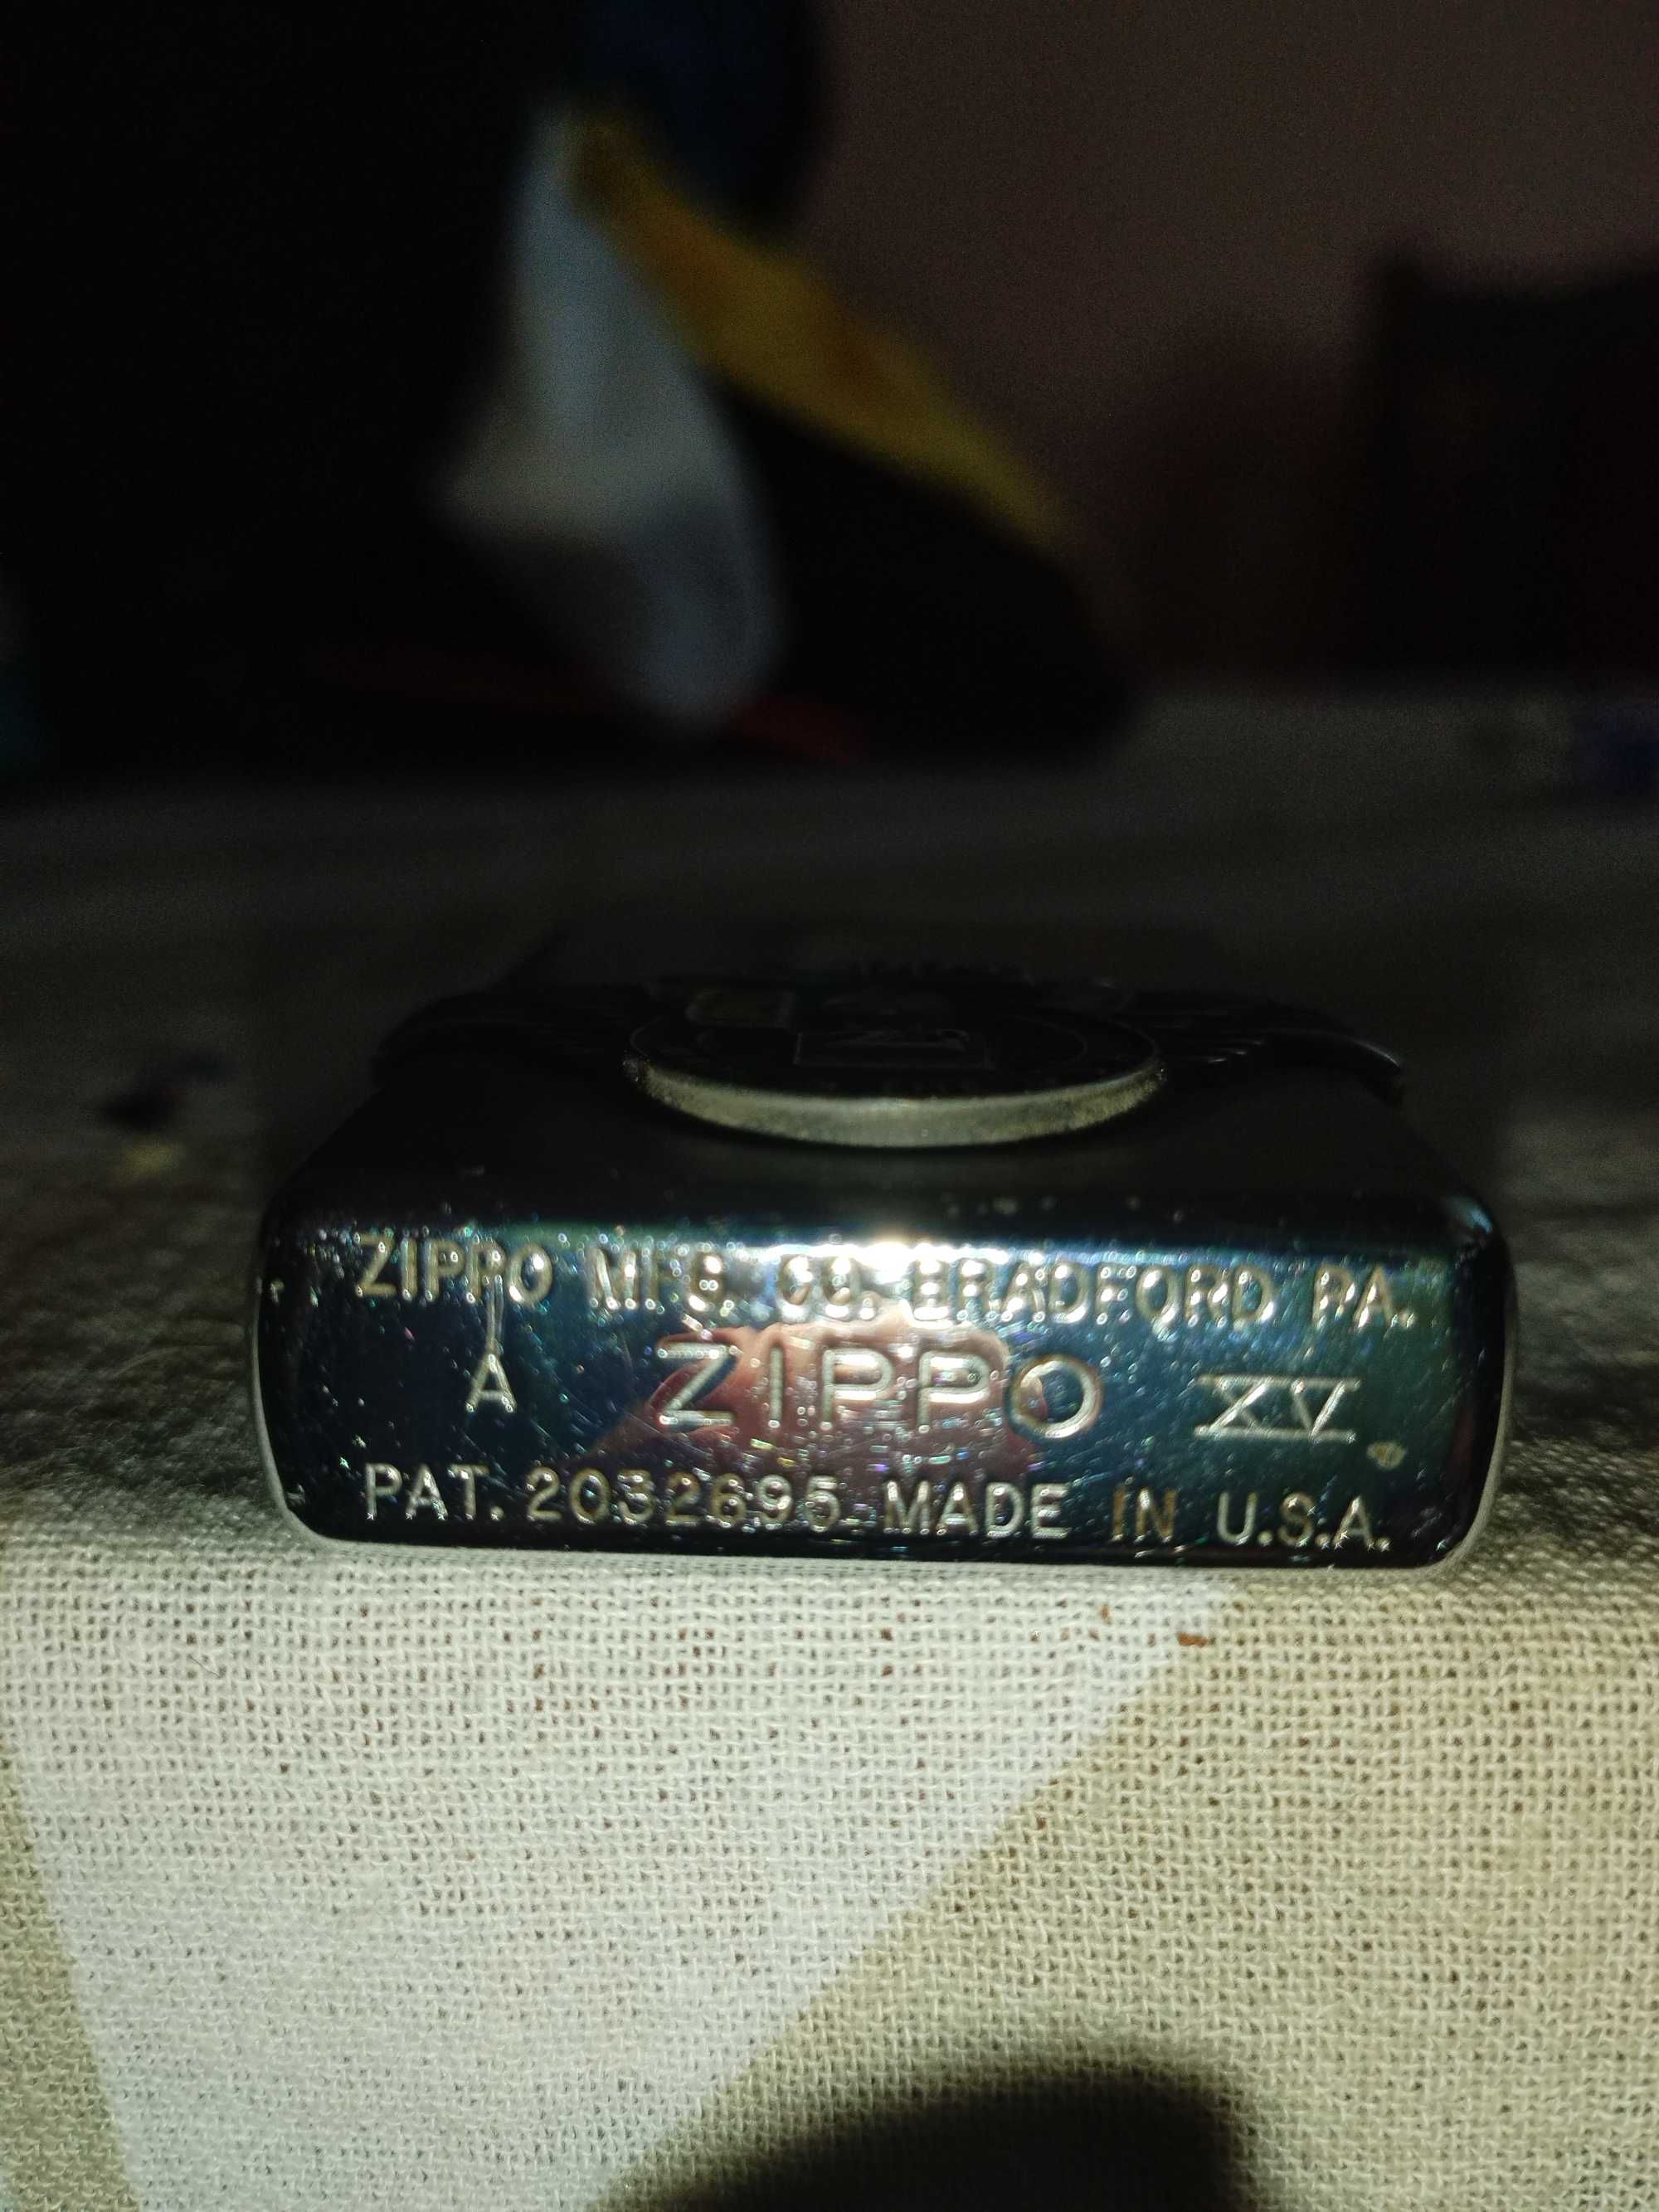 ZIPPO MFG. CO. BRADFORD PA.
A ZIPPO XV
PAT. 2032695 MADE IN U.S.A.